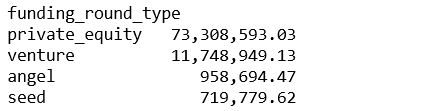 funding_round_type
private_equity 73,308,593.03
venture 11,748,949.13
angel 958,694.47
seed 719,779.62